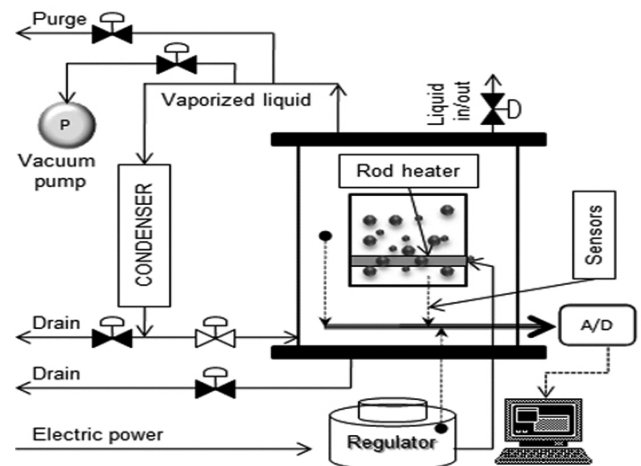 Purge
Vaporized liquid
P
Vacuum
pump
Liquid
in/out
Rod heater
CONDENSER
Sensors
Drain
A/D
Drain
Electric power
Regulator